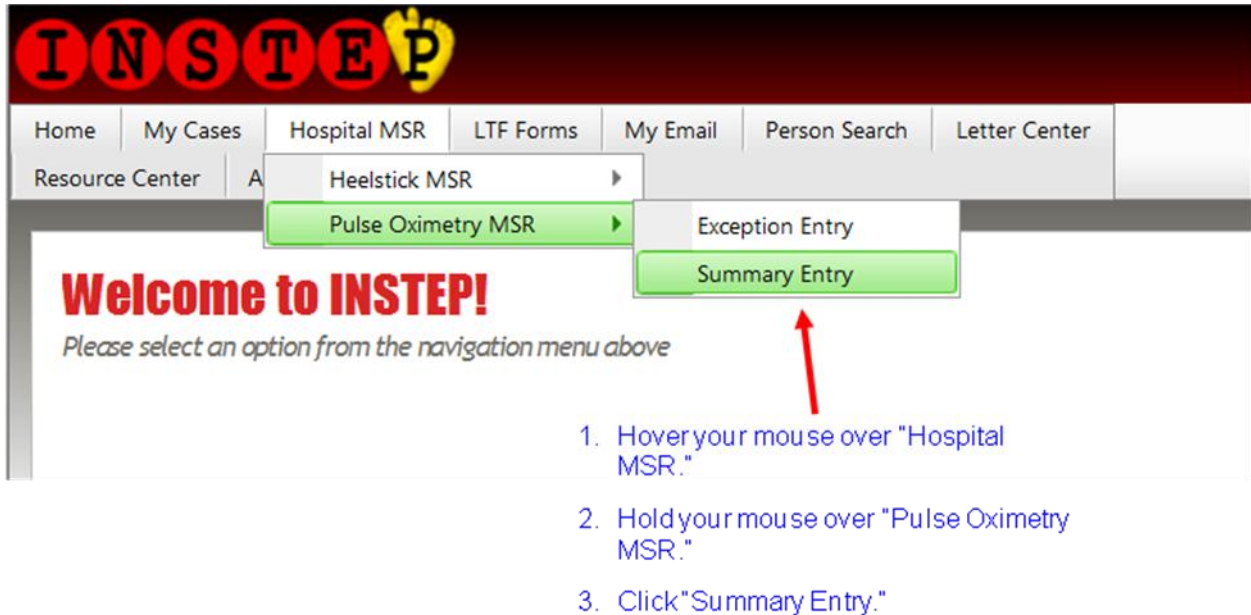 INSTEP
Home My Cases Hospital MSR LTF Forms My Email Person Search Letter Center
Resource Center A
Heelstick MSR
Pulse Oximetry MSR
Exception Entry
Summary Entry
Welcome to INSTEP!
Please select an option from the navigation menu above
1. Hover your mouse over "Hospital
MSR."
2. Hold your mouse over "Pulse Oximetry
MSR."
3. Click "Summary Entry."